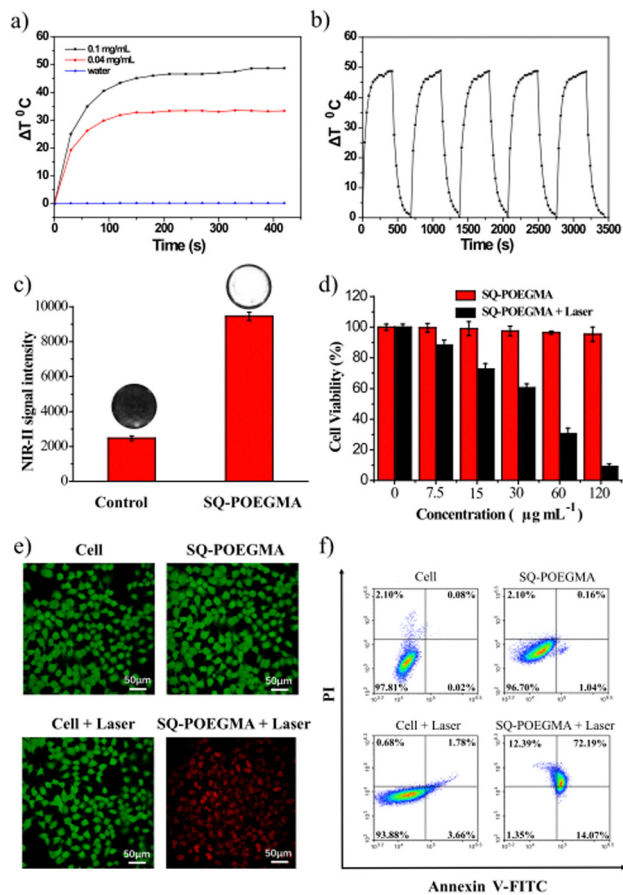 a)
60
50
40
30
20
10
0
ΔT ⁰C
0.1 mg/mL
0.04 mg/mL
water
0 100 200 300 400
Time (s)
b)
60
50
40
30
20
10
0
ΔT ⁰C
0 500 1000 1500 2000 2500 3000 3500
Time (s)
c)
10000
8000
6000
4000
2000
0
NIR-II signal intensity
Control SQ-POEGMA
d)
120
100
80
60
40
20
0
Cell Viability (%)
SQ-POEGMA
SQ-POEGMA + Laser
0 7.5 15 30 60 120
Concentration ( μg mL⁻¹)
e)
Cell SQ-POEGMA
50μm 50μm
Cell + Laser SQ-POEGMA + Laser
50μm 50μm
f)
PI
Cell SQ-POEGMA
2.10% 0.08% 2.10% 0.16%
97.81% 0.02% 96.70% 1.04%
Cell + Laser SQ-POEGMA + Laser
0.68% 1.78% 12.39% 72.19%
93.88% 3.66% 1.35% 14.07%
Annexin V-FITC